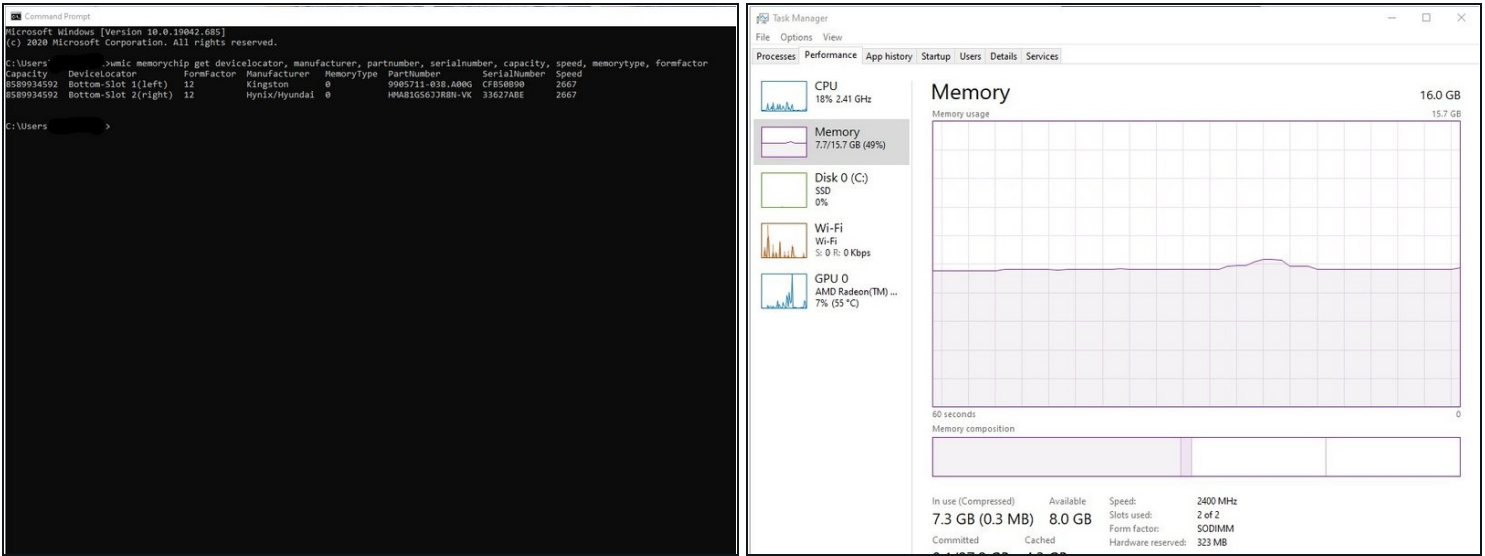 Command Prompt
Microsoft Windows [Version 10.0.19042.685]
(c) 2020 Microsoft Corporation. All rights reserved.
C:\Users\ >wmic memorychip get devicelocator, manufacturer, partnumber, serialnumber, capacity, speed, memorytype, formfactor
Capacity DeviceLocator FormFactor Manufacturer MemoryType PartNumber SerialNumber Speed
8589934592 Bottom-Slot 1(left) 12 Kingston 0 9905711-038.A00G CFB50B90 2667
8589934592 Bottom-Slot 2(right) 12 Hynix/Hyundai 0 HMA81GS6JJR8N-VK 33627ABE 2667
C:\Users >
Task Manager
File Options View
Processes Performance App history Startup Users Details Services
CPU
18% 2.41 GHz
Memory
7.7/15.7 GB (49%)
Disk 0 (C:)
SSD
0%
Wi-Fi
Wi-Fi
S: 0 R: 0 Kbps
GPU 0
AMD Radeon(TM) ...
7% (55 °C)
Memory 16.0 GB
Memory usage 15.7 GB
60 seconds 0
Memory composition
In use (Compressed) Available Speed: 2400 MHz
7.3 GB (0.3 MB) 8.0 GB Slots used: 2 of 2
Form factor: SODIMM
Committed Cached Hardware reserved: 323 MB